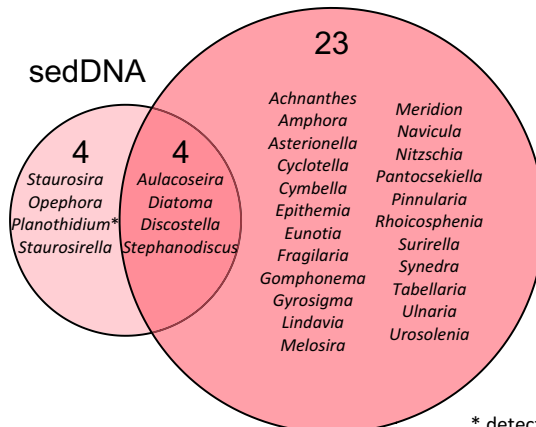 23
sedDNA
4
Staurosira
Opephora
Planothidium*
Staurosirella
4
Aulacoseira
Diatoma
Discostella
Stephanodiscus
Achnanthes
Amphora
Asterionella
Cyclotella
Cymbella
Epithemia
Eunotia
Fragilaria
Gomphonema
Gyrosigma
Lindavia
Melosira
Meridion
Navicula
Nitzschia
Pantocsekiella
Pinnularia
Rhoicosphenia
Surirella
Synedra
Tabellaria
Ulnaria
Urosolenia
*